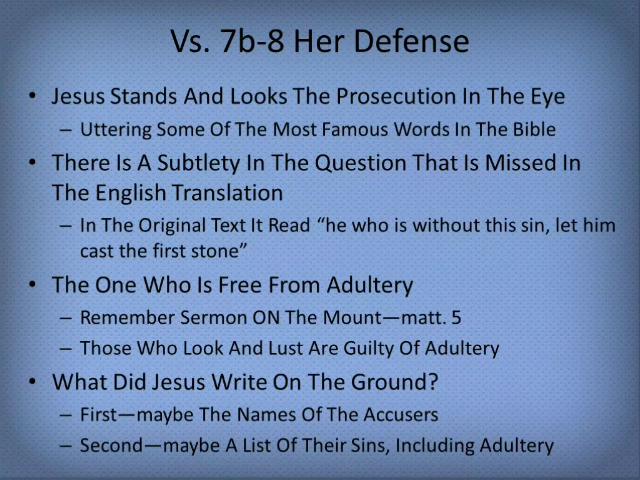 Vs. 7b-8 Her Defense
• Jesus Stands And Looks The Prosecution In The Eye
– Uttering Some Of The Most Famous Words In The Bible
• There Is A Subtlety In The Question That Is Missed In
The English Translation
– In The Original Text It Read “he who is without this sin, let him
cast the first stone”
• The One Who Is Free From Adultery
– Remember Sermon ON The Mount—matt. 5
– Those Who Look And Lust Are Guilty Of Adultery
• What Did Jesus Write On The Ground?
– First—maybe The Names Of The Accusers
– Second—maybe A List Of Their Sins, Including Adultery